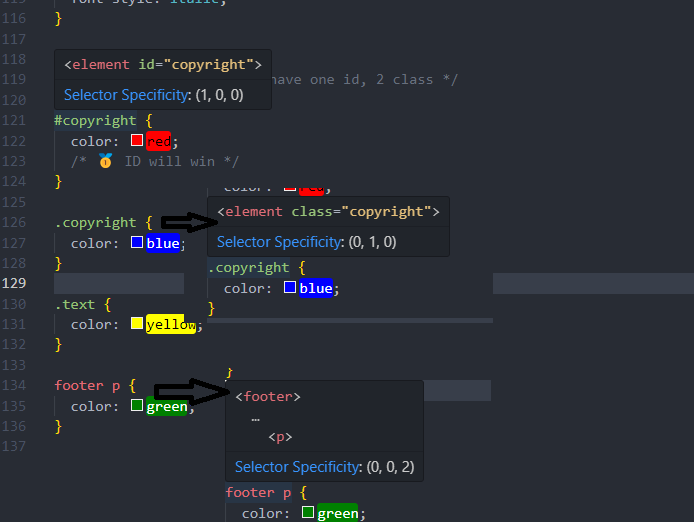 115 font-style: italic;
116 }
117
118
<element id="copyright">
119 have one id, 2 class */
Selector Specificity: (1, 0, 0)
120
121 #copyright {
122 color: red;
123 /* 🥇 ID will win */
124 }
125
126 .copyright {
127 color: blue;
128 }
129
130 .text {
131 color: yellow;
132 }
133
134 footer p {
135 color: green;
136 }
137
color: red;
<element class="copyright">
Selector Specificity: (0, 1, 0)
.copyright {
color: blue;
}
}
<footer>
…
<p>
Selector Specificity: (0, 0, 2)
footer p {
color: green;